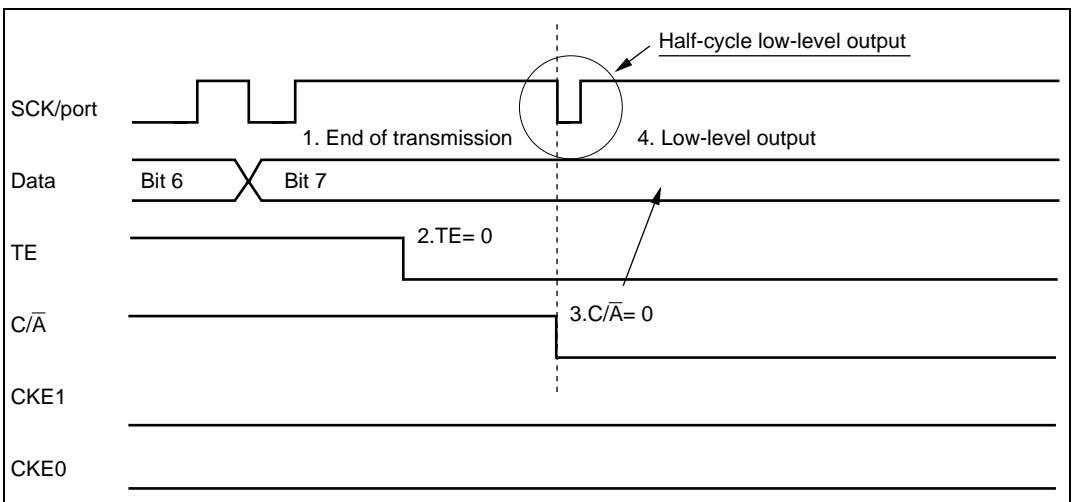 Half-cycle low-level output
SCK/port
1. End of transmission
4. Low-level output
Data
Bit 6
Bit 7
TE
2.TE= 0
C/A̅
3.C/A̅= 0
CKE1
CKE0